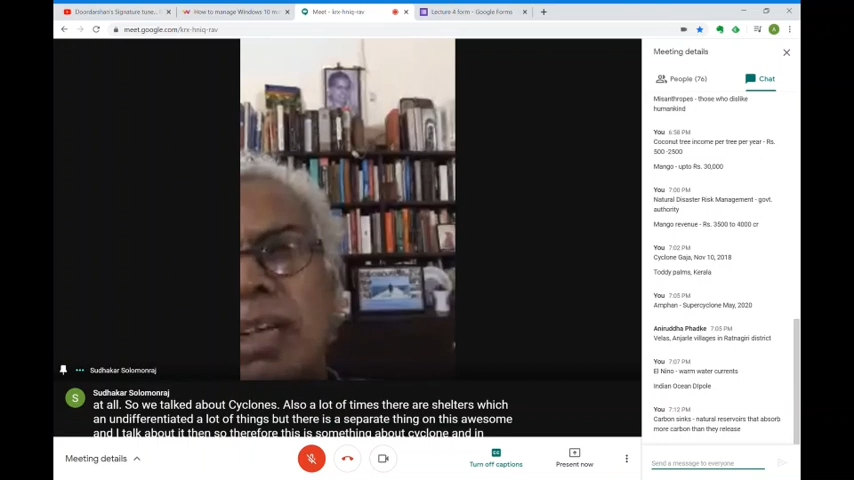 Doordarshan's Signature tune...
How to manage Windows 10 n
Meet - krx-hniq-rav
Lecture 4 form - Google Forms
meet.google.com/krx-hniq-rav
Meeting details
People (76)
Chat
Misanthropes - those who dislike
humankind
You 6:58 PM
Coconut tree income per tree per year - Rs.
500 -2500
Mango - upto Rs. 30,000
You 7:00 PM
Natural Disaster Risk Management - govt.
authority
Mango revenue - Rs. 3500 to 4000 cr
You 7:02 PM
Cyclone Gaja, Nov 10, 2018
Toddy palms, Kerala
You 7:05 PM
Amphan - Supercyclone May, 2020
Aniruddha Phadke 7:05 PM
Velas, Anjarle villages in Ratnagiri district
You 7:07 PM
El Nino - warm water currents
Indian Ocean Dipole
You 7:12 PM
Carbon sinks - natural reservoirs that absorb
more carbon than they release
Send a message to everyone
Sudhakar Solomonraj
S
Sudhakar Solomonraj
at all. So we talked about Cyclones. Also a lot of times there are shelters which
an undifferentiated a lot of things but there is a separate thing on this awesome
and I talk about it then so therefore this is something about cyclone and in
Meeting details
Turn off captions
Present now